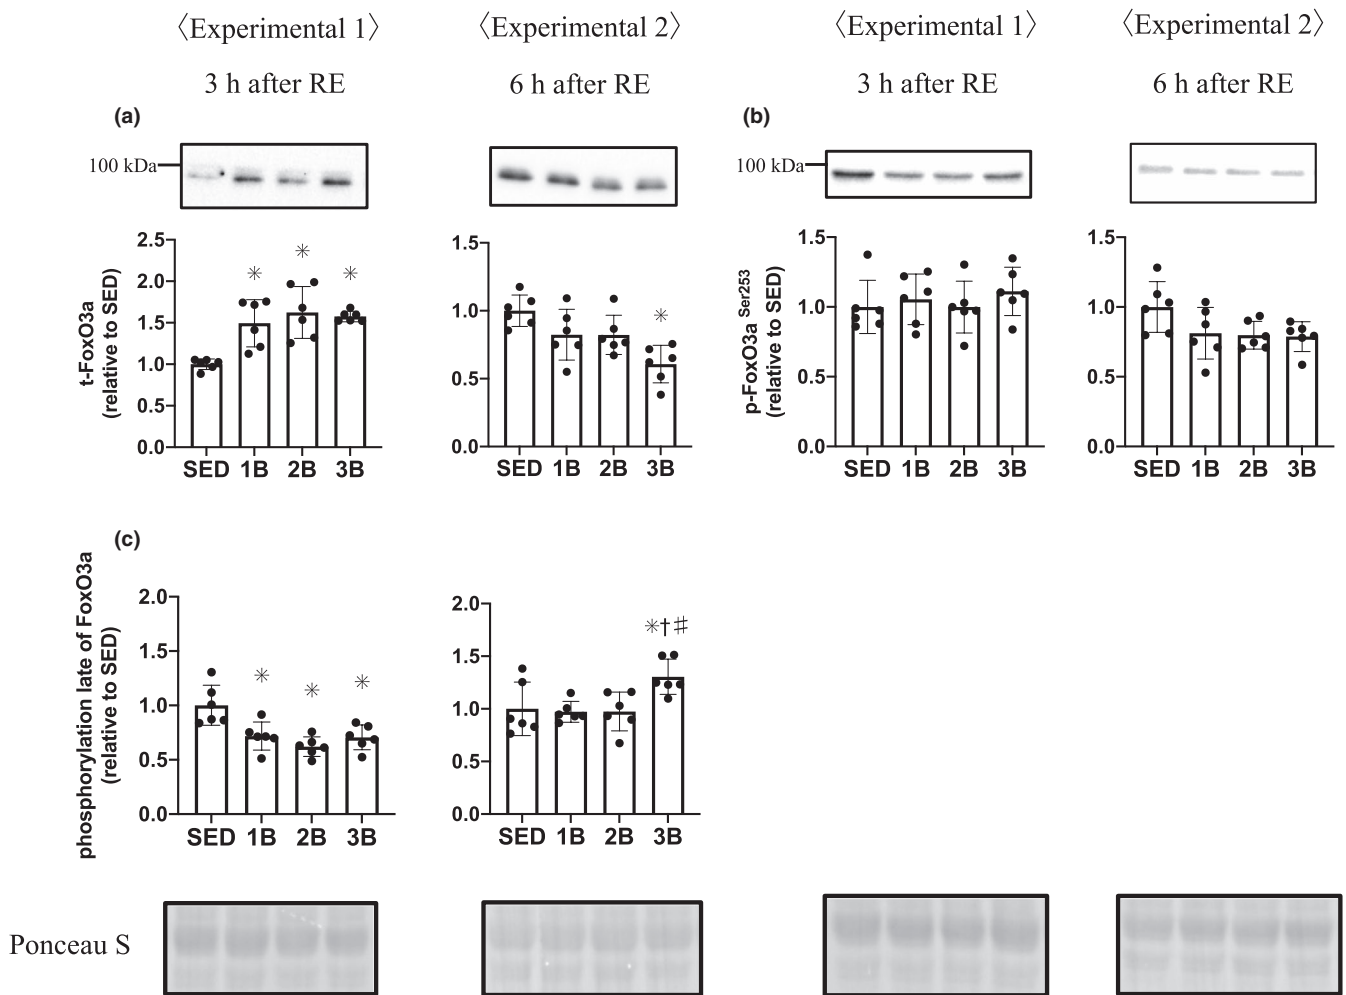 〈Experimental 1〉
〈Experimental 2〉
〈Experimental 1〉
〈Experimental 2〉
3 h after RE
6 h after RE
3 h after RE
6 h after RE
(a)
100 kDa
t-FoxO3a
(relative to SED)
2.5
2.0
1.5
1.0
0.5
0.0
✳
✳
✳
SED 1B 2B 3B
1.5
1.0
0.5
0.0
✳
SED 1B 2B 3B
(b)
100 kDa
p-FoxO3a Ser253
(relative to SED)
1.5
1.0
0.5
0.0
SED 1B 2B 3B
1.5
1.0
0.5
0.0
SED 1B 2B 3B
(c)
phosphorylation late of FoxO3a
(relative to SED)
2.0
1.5
1.0
0.5
0.0
✳
✳
✳
SED 1B 2B 3B
2.0
1.5
1.0
0.5
0.0
✳†♯
SED 1B 2B 3B
Ponceau S